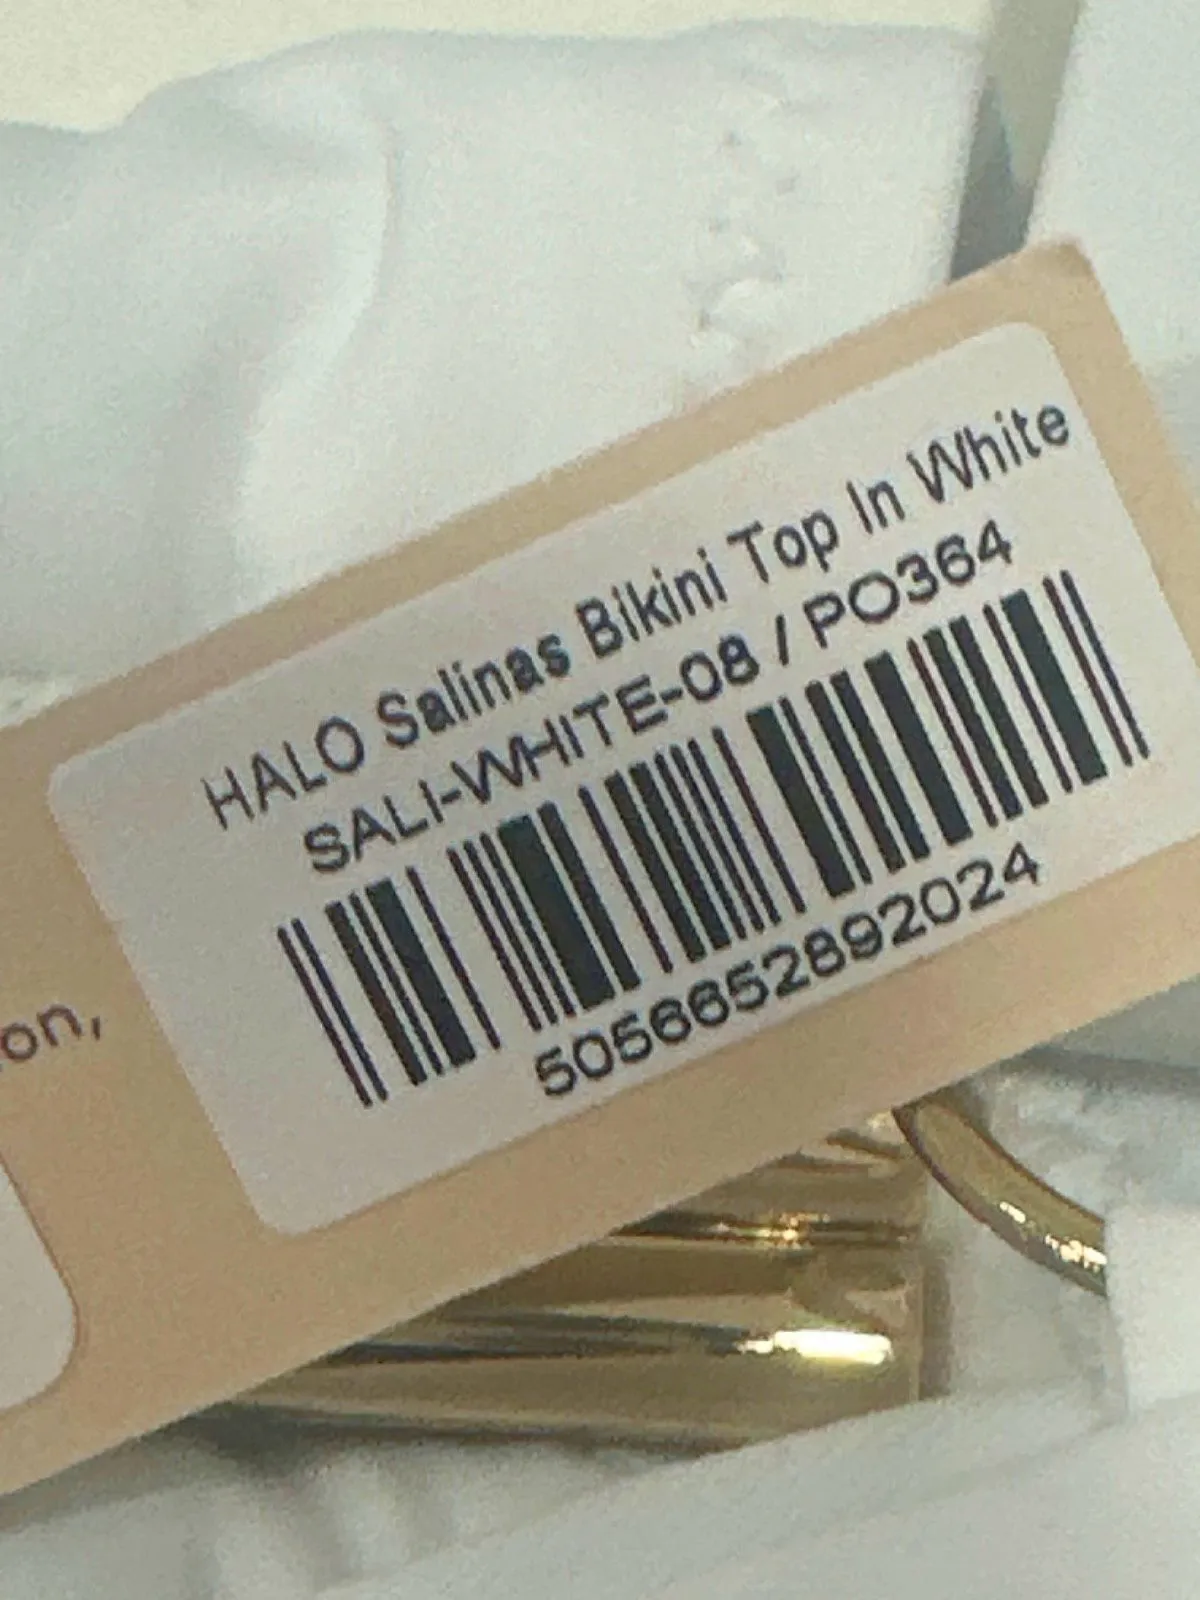 HALO Salinas Bikini Top In White
SALI-WHITE-08 / PO364
5056652892024
on,